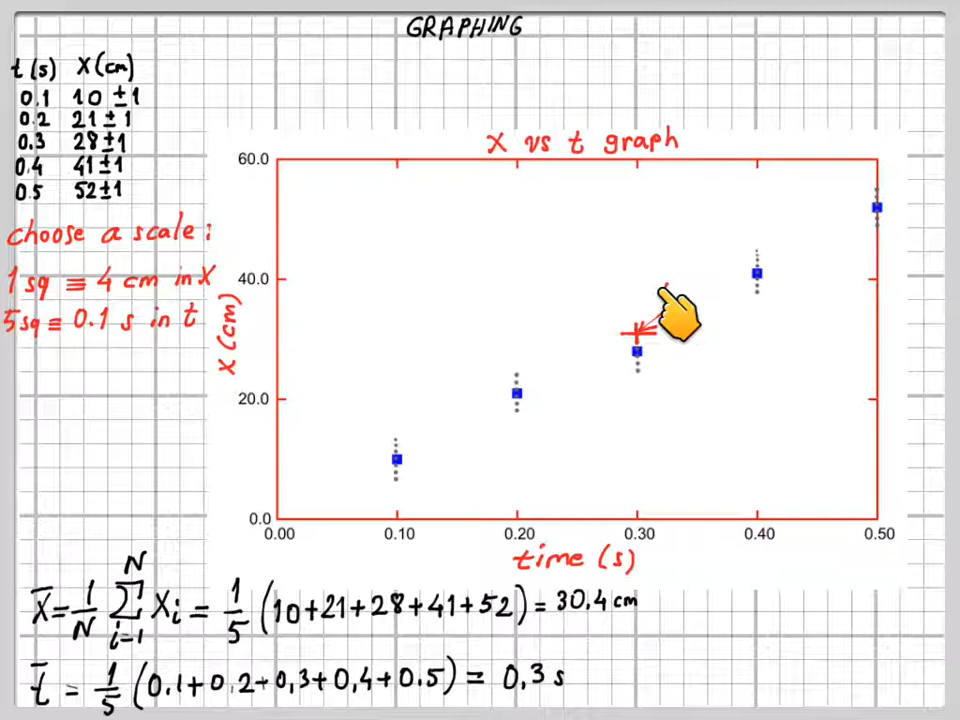 GRAPHING
t (s) X (cm)
0.1 10 ±1
0.2 21 ±1
0.3 28 ±1
0.4 41 ±1
0.5 52 ±1
choose a scale :
1 sq ≡ 4 cm in X
5 sq ≡ 0.1 s in t
X vs t graph
60.0
40.0
20.0
0.0
X (cm)
0.00 0.10 0.20 0.30 0.40 0.50
time (s)
X̄ = 1/N ∑ᵢ₌₁ᴺ Xi = 1/5 (10+21+28+41+52) = 30.4 cm
t̄ = 1/5 (0.1+0.2+0,3+0,4+0.5) = 0,3 s